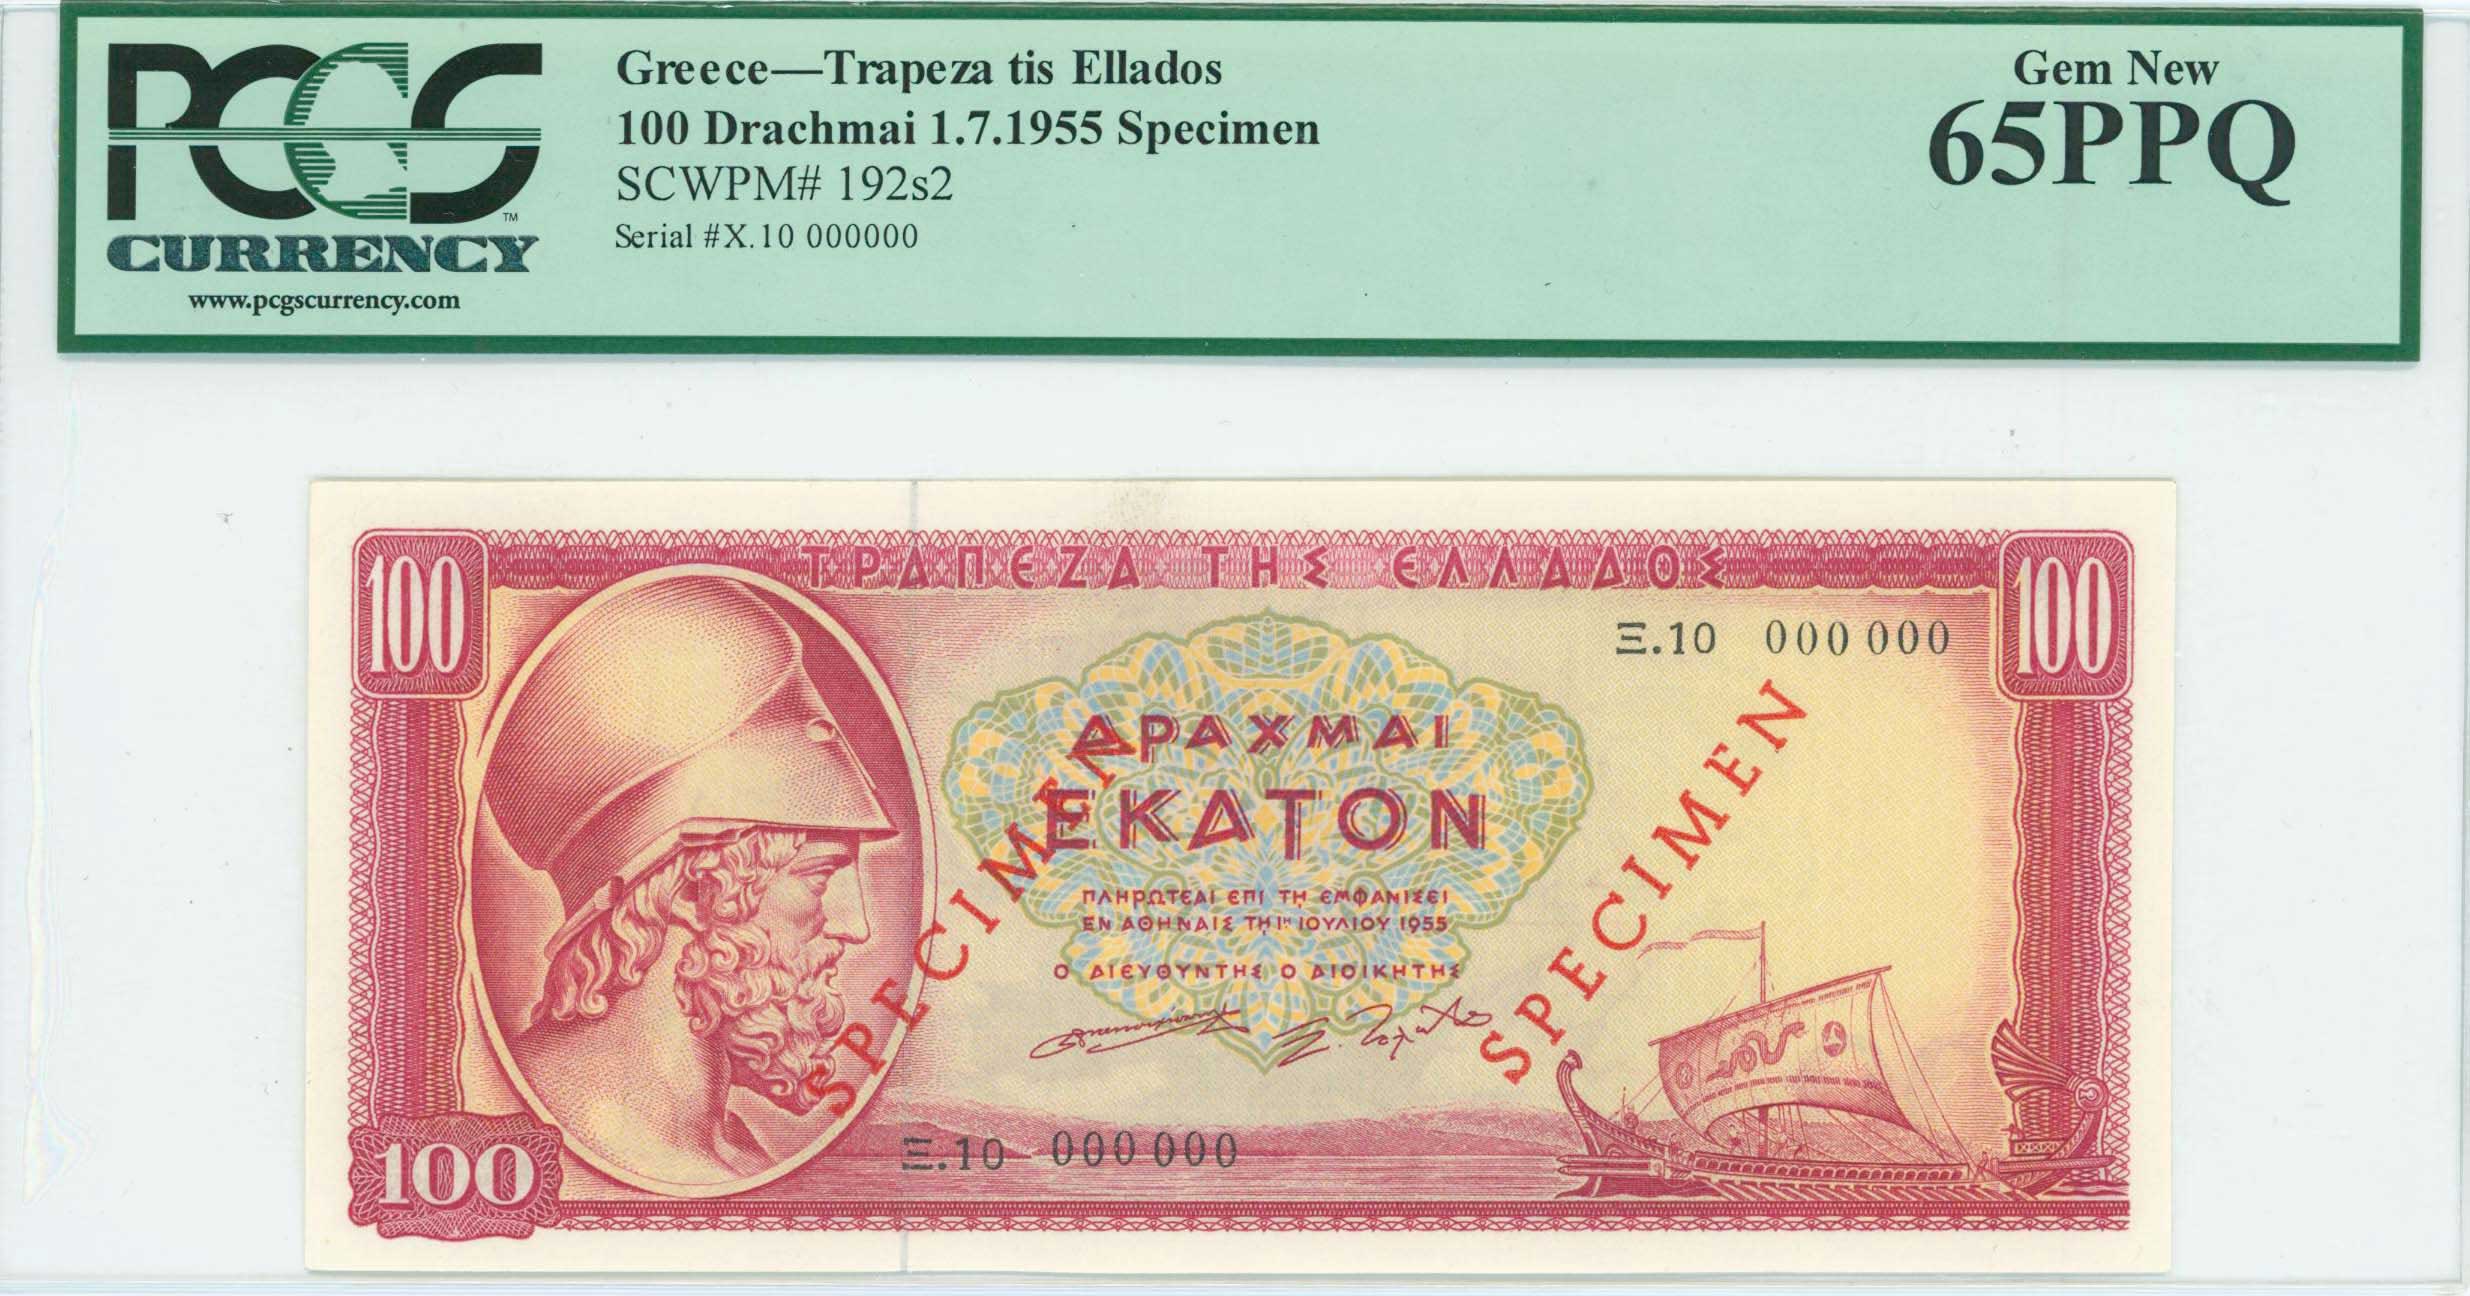 PCGS
TM
CURRENCY
www.pcgscurrency.com
Greece—Trapeza tis Ellados
100 Drachmai 1.7.1955 Specimen
SCWPM# 192s2
Serial #X.10 000000
Gem New
65PPQ
100
ΤΡΑΠΕΖΑ ΤΗΣ ΕΛΛΑΔΟΣ
100
Ξ.10 000 000
ΔΡΑΧΜΑΙ
ΕΚΑΤΟΝ
SPECIMEN
SPECIMEN
ΠΛΗΡΩΤΕΑΙ ΕΠΙ ΤΗ ΕΜΦΑΝΙΣΕΙ
ΕΝ ΑΘΗΝΑΙΣ ΤΗ 1Η ΙΟΥΛΙΟΥ 1955
Ο ΔΙΕΥΘΥΝΤΗΣ Ο ΔΙΟΙΚΗΤΗΣ
Ξ.10 000 000
100